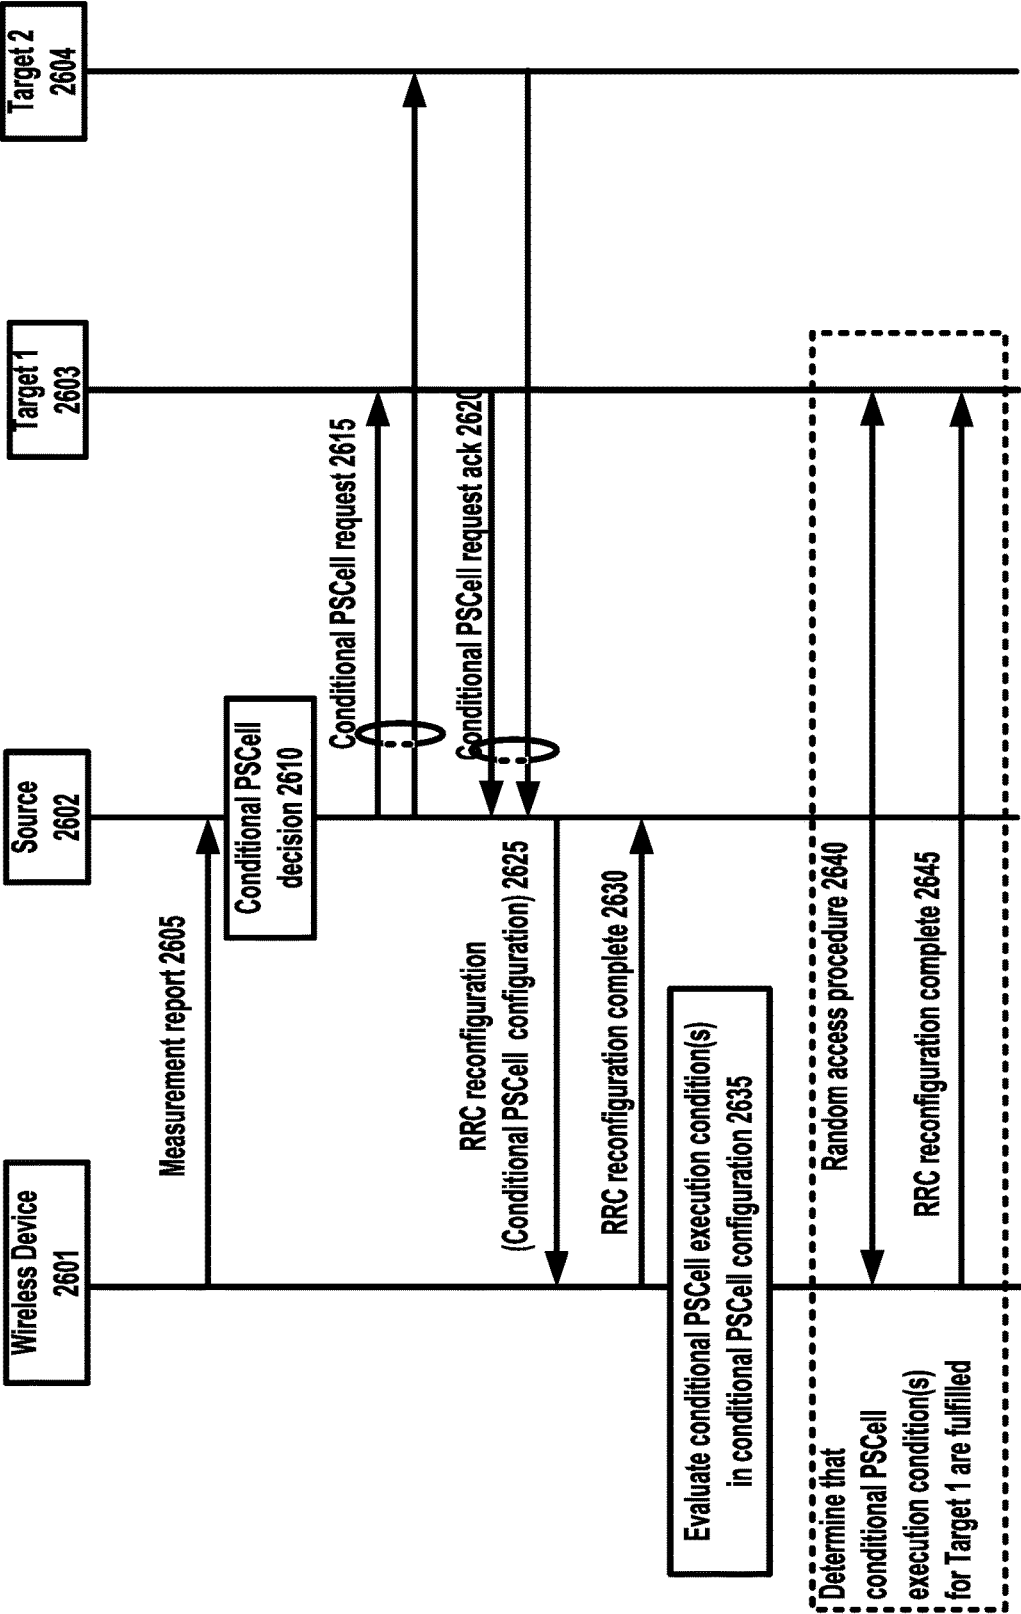 Wireless Device
2601
Source
2602
Target 1
2603
Target 2
2604
Measurement report 2605
Conditional PSCell
decision 2610
Conditional PSCell request 2615
Conditional PSCell request ack 2620
RRC reconfiguration
(Conditional PSCell configuration) 2625
RRC reconfiguration complete 2630
Evaluate conditional PSCell execution condition(s)
in conditional PSCell configuration 2635
Determine that
conditional PSCell
execution condition(s)
for Target 1 are fulfilled
Random access procedure 2640
RRC reconfiguration complete 2645